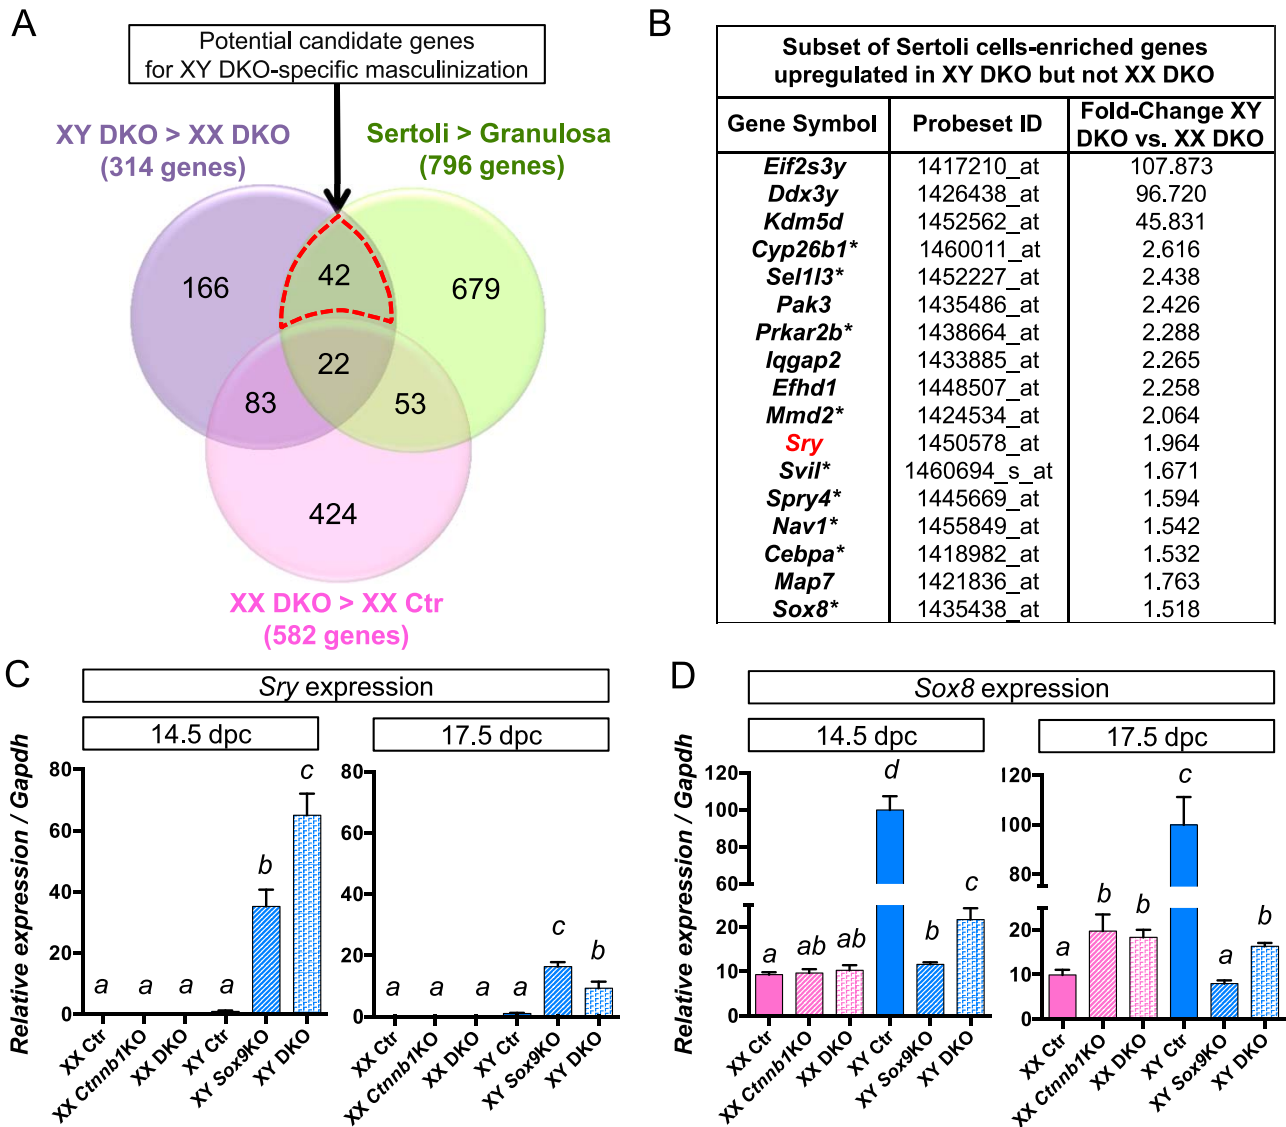 A
Potential candidate genes
for XY DKO-specific masculinization
XY DKO > XX DKO
(314 genes)
Sertoli > Granulosa
(796 genes)
166
42
679
22
83
53
424
XX DKO > XX Ctr
(582 genes)
B
Subset of Sertoli cells-enriched genes
upregulated in XY DKO but not XX DKO
Gene Symbol Probeset ID Fold-Change XY DKO vs. XX DKO
Eif2s3y 1417210_at 107.873
Ddx3y 1426438_at 96.720
Kdm5d 1452562_at 45.831
Cyp26b1* 1460011_at 2.616
Sel1l3* 1452227_at 2.438
Pak3 1435486_at 2.426
Prkar2b* 1438664_at 2.288
Iqgap2 1433885_at 2.265
Efhd1 1448507_at 2.258
Mmd2* 1424534_at 2.064
Sry 1450578_at 1.964
Svil* 1460694_s_at 1.671
Spry4* 1445669_at 1.594
Nav1* 1455849_at 1.542
Cebpa* 1418982_at 1.532
Map7 1421836_at 1.763
Sox8* 1435438_at 1.518
C
Sry expression
14.5 dpc
Relative expression / Gapdh
80
60
40
20
0
a a a a b c
XX Ctr
XX Ctnnb1KO
XX DKO
XY Ctr
XY Sox9KO
XY DKO
17.5 dpc
80
60
40
20
0
a a a a c b
XX Ctr
XX Ctnnb1KO
XX DKO
XY Ctr
XY Sox9KO
XY DKO
D
Sox8 expression
14.5 dpc
Relative expression / Gapdh
120
100
80
60
20
10
0
a ab ab d b c
XX Ctr
XX Ctnnb1KO
XX DKO
XY Ctr
XY Sox9KO
XY DKO
17.5 dpc
120
100
80
20
10
0
a b b c a b
XX Ctr
XX Ctnnb1KO
XX DKO
XY Ctr
XY Sox9KO
XY DKO